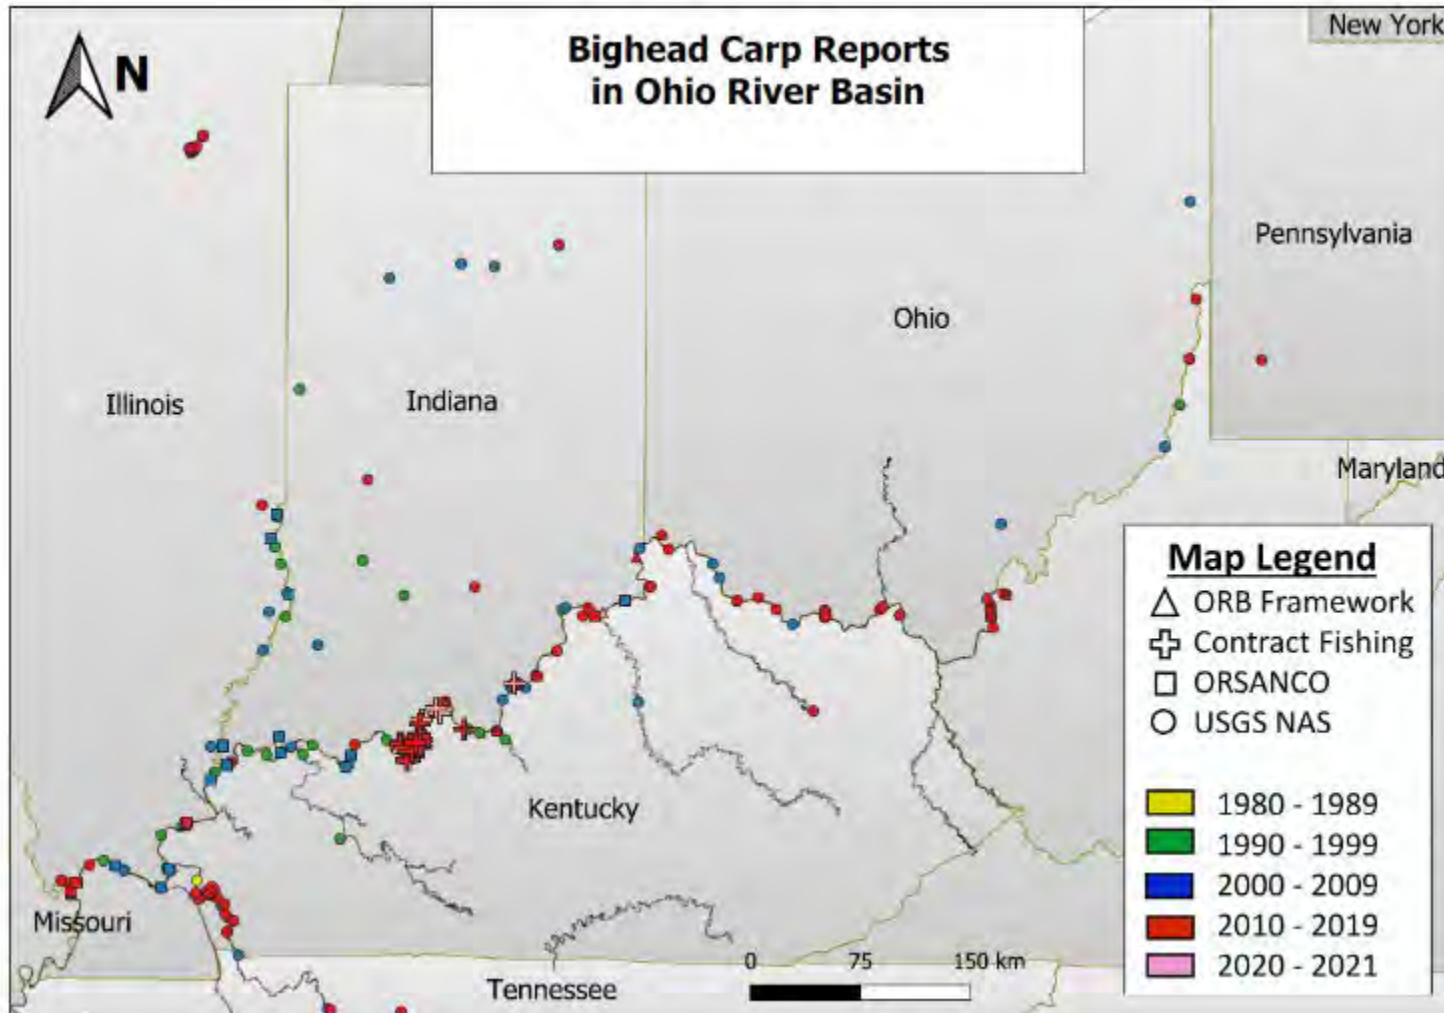 Bighead Carp Reports
in Ohio River Basin
N
New York
Pennsylvania
Ohio
Illinois
Indiana
Maryland
Kentucky
Missouri
Tennessee
0 75 150 km
Map Legend
ORB Framework
Contract Fishing
ORSANCO
USGS NAS
1980 - 1989
1990 - 1999
2000 - 2009
2010 - 2019
2020 - 2021